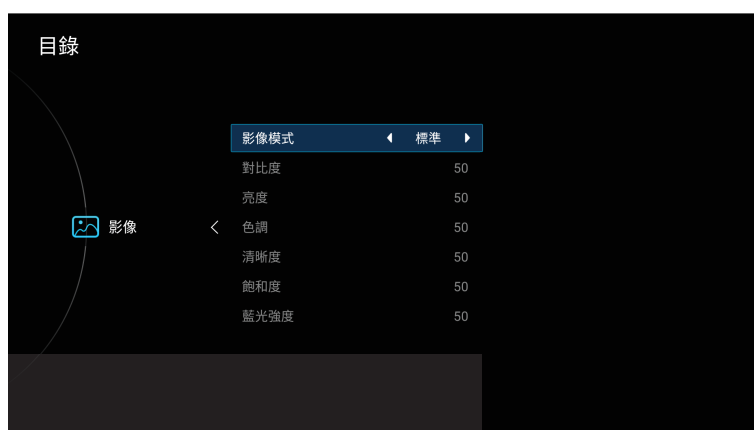 目錄
影像模式 標準
對比度 50
亮度 50
影像 色調 50
清晰度 50
飽和度 50
藍光強度 50